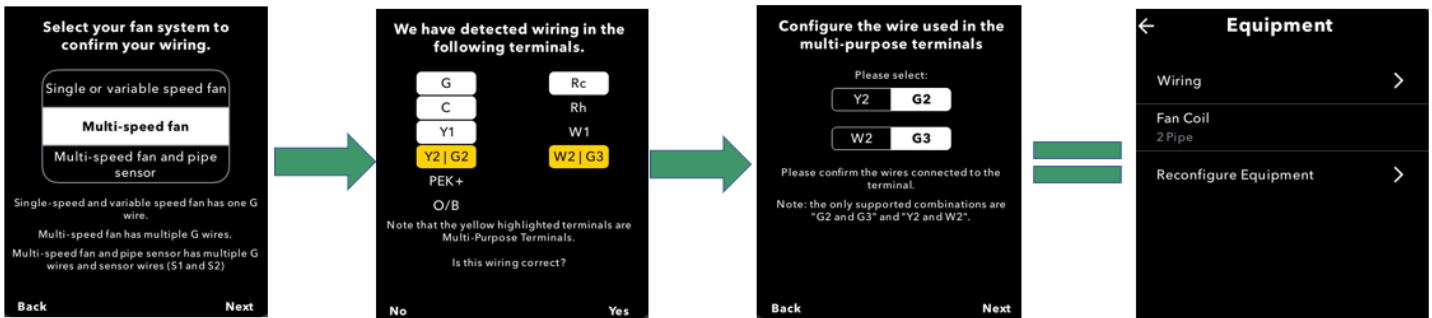 Select your fan system to
confirm your wiring.
Single or variable speed fan
Multi-speed fan
Multi-speed fan and pipe
sensor
Single-speed and variable speed fan has one G
wire.
Multi-speed fan has multiple G wires.
Multi-speed fan and pipe sensor has multiple G
wires and sensor wires (S1 and S2)
Back Next
We have detected wiring in the
following terminals.
G Rc
C Rh
Y1 W1
Y2 | G2 W2 | G3
PEK+
O/B
Note that the yellow highlighted terminals are
Multi-Purpose Terminals.
Is this wiring correct?
No Yes
Configure the wire used in the
multi-purpose terminals
Please select:
Y2 G2
W2 G3
Please confirm the wires connected to the
terminal.
Note: the only supported combinations are
"G2 and G3" and "Y2 and W2".
Back Next
Equipment
Wiring
Fan Coil
2 Pipe
Reconfigure Equipment